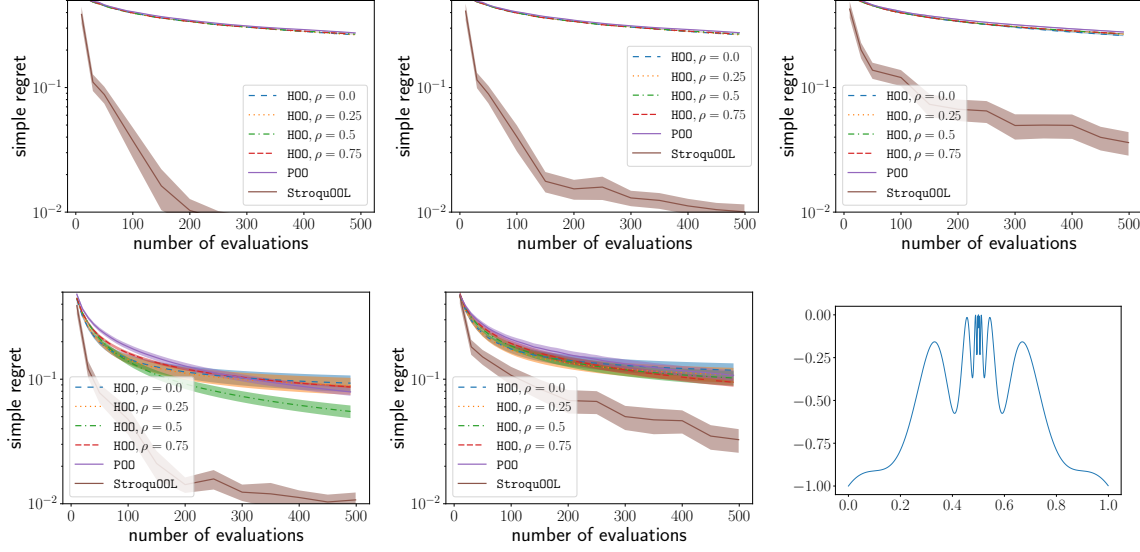 simple regret
10⁻¹
10⁻²
HOO, ρ = 0.0
HOO, ρ = 0.25
HOO, ρ = 0.5
HOO, ρ = 0.75
POO
StroquOOL
0 100 200 300 400 500
number of evaluations
simple regret
10⁻¹
10⁻²
HOO, ρ = 0.0
HOO, ρ = 0.25
HOO, ρ = 0.5
HOO, ρ = 0.75
POO
StroquOOL
0 100 200 300 400 500
number of evaluations
simple regret
10⁻¹
10⁻²
HOO, ρ = 0.0
HOO, ρ = 0.25
HOO, ρ = 0.5
HOO, ρ = 0.75
POO
StroquOOL
0 100 200 300 400 500
number of evaluations
simple regret
10⁻¹
10⁻²
HOO, ρ = 0.0
HOO, ρ = 0.25
HOO, ρ = 0.5
HOO, ρ = 0.75
POO
StroquOOL
0 100 200 300 400 500
number of evaluations
simple regret
10⁻¹
10⁻²
HOO, ρ = 0.0
HOO, ρ = 0.25
HOO, ρ = 0.5
HOO, ρ = 0.75
POO
StroquOOL
0 100 200 300 400 500
number of evaluations
0.00
−0.25
−0.50
−0.75
−1.00
0.0 0.2 0.4 0.6 0.8 1.0